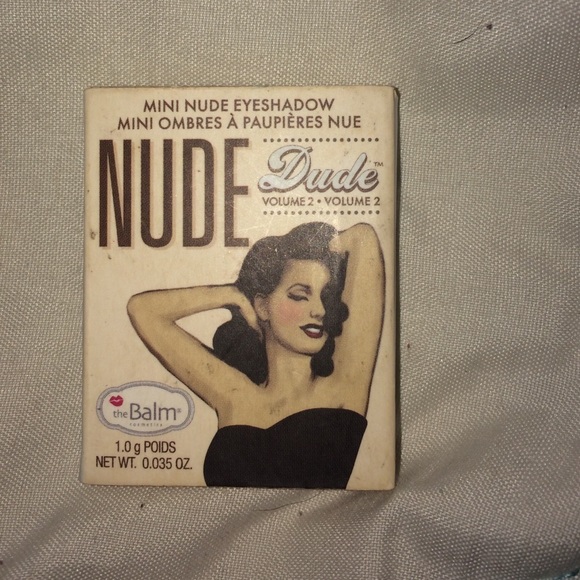 MINI NUDE EYESHADOW
MINI OMBRES À PAUPIÈRES NUE
NUDE Dude™
VOLUME 2 • VOLUME 2
theBalm®
cosmetics
1.0 g POIDS
NET WT. 0.035 OZ.